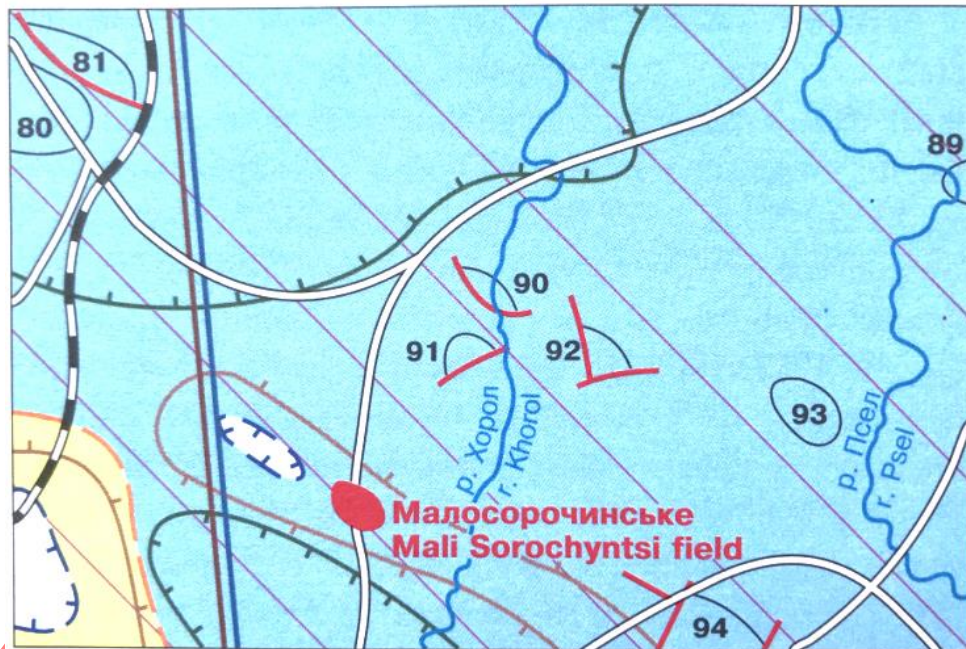 81
80
89
90
91
92
93
р. Хорол
r. Khorol
р. Псел
r. Psel
Малосорочинське
Mali Sorochyntsi field
94